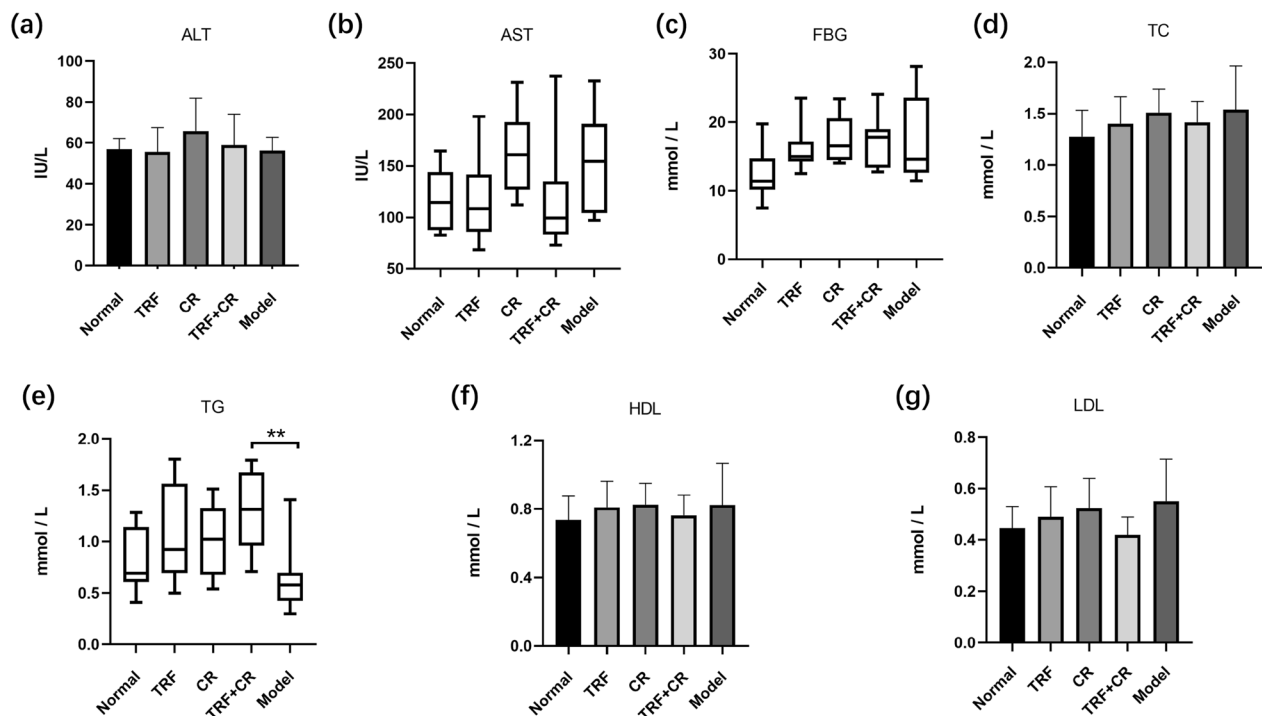 (a)
ALT
IU/L
100
80
60
40
20
0
Normal
TRF
CR
TRF+CR
Model
(b)
AST
IU/L
250
200
150
100
50
Normal
TRF
CR
TRF+CR
Model
(c)
FBG
mmol / L
30
20
10
0
Normal
TRF
CR
TRF+CR
Model
(d)
TC
mmol / L
2.0
1.5
1.0
0.5
0.0
Normal
TRF
CR
TRF+CR
Model
(e)
TG
mmol / L
2.0
1.5
1.0
0.5
0.0
**
Normal
TRF
CR
TRF+CR
Model
(f)
HDL
mmol / L
1.2
0.8
0.4
0.0
Normal
TRF
CR
TRF+CR
Model
(g)
LDL
mmol / L
0.8
0.6
0.4
0.2
0.0
Normal
TRF
CR
TRF+CR
Model